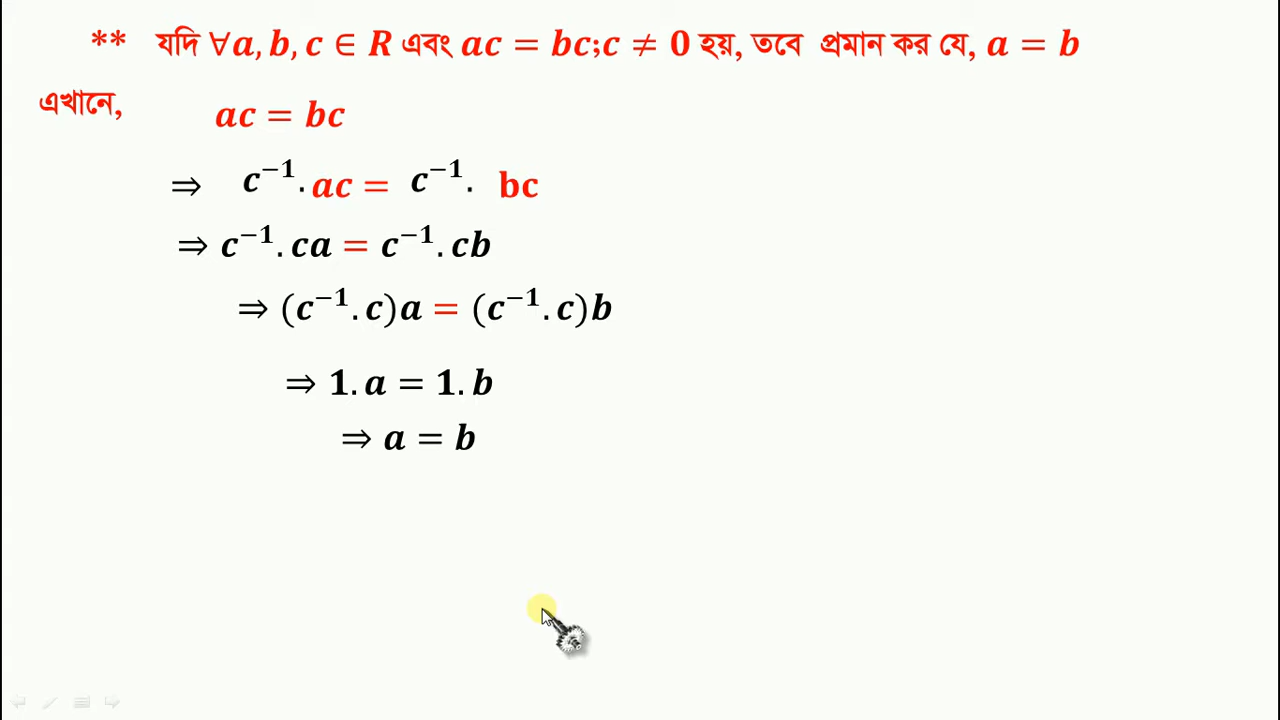 ** যদি ∀a, b, c ∈ R এবং ac = bc; c ≠ 0 হয়, তবে প্রমান কর যে, a = b
এখানে,
ac = bc
⇒ c⁻¹. ac = c⁻¹. bc
⇒ c⁻¹. ca = c⁻¹. cb
⇒ (c⁻¹. c)a = (c⁻¹. c)b
⇒ 1. a = 1. b
⇒ a = b